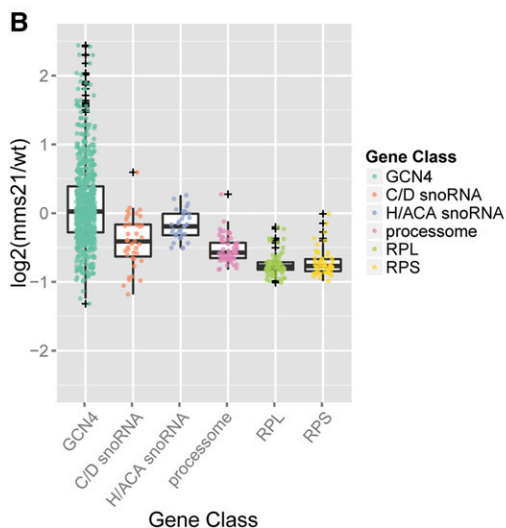 B
log2(mms21/wt)
2
1
0
−1
−2
GCN4
C/D snoRNA
H/ACA snoRNA
processome
RPL
RPS
Gene Class
Gene Class
GCN4
C/D snoRNA
H/ACA snoRNA
processome
RPL
RPS